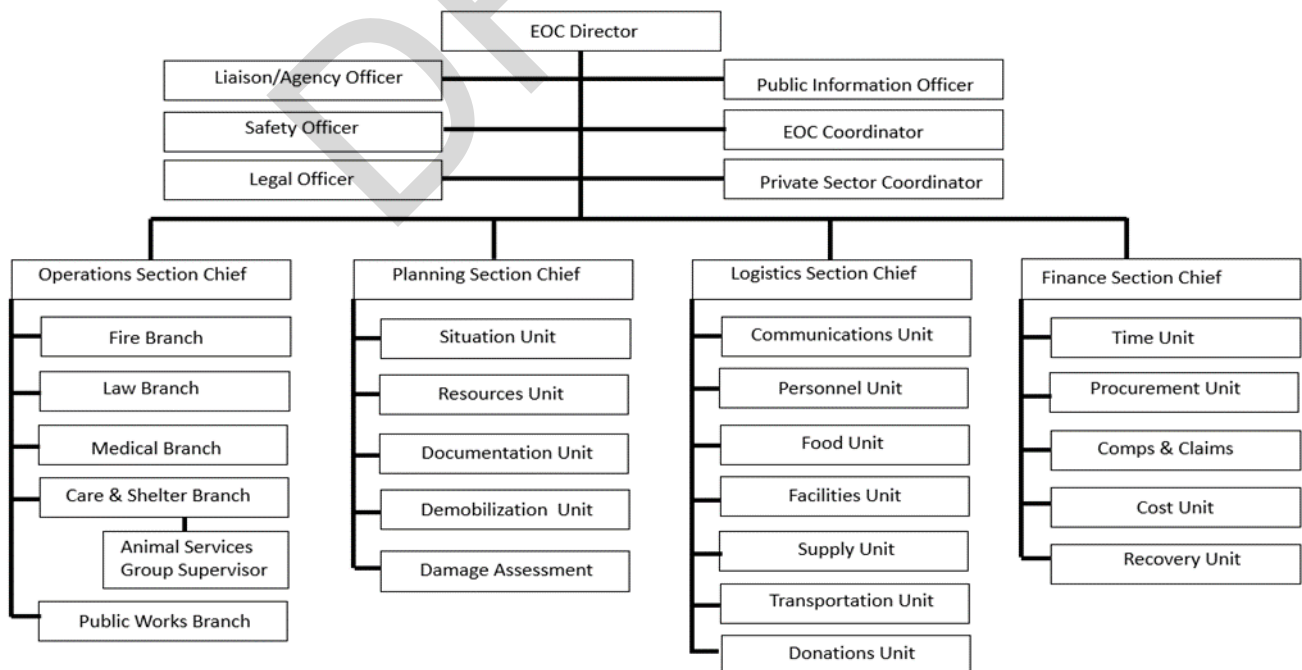 EOC Director
Liaison/Agency Officer
Public Information Officer
Safety Officer
EOC Coordinator
Legal Officer
Private Sector Coordinator
Operations Section Chief
Fire Branch
Law Branch
Medical Branch
Care & Shelter Branch
Animal Services
Group Supervisor
Public Works Branch
Planning Section Chief
Situation Unit
Resources Unit
Documentation Unit
Demobilization Unit
Damage Assessment
Logistics Section Chief
Communications Unit
Personnel Unit
Food Unit
Facilities Unit
Supply Unit
Transportation Unit
Donations Unit
Finance Section Chief
Time Unit
Procurement Unit
Comps & Claims
Cost Unit
Recovery Unit